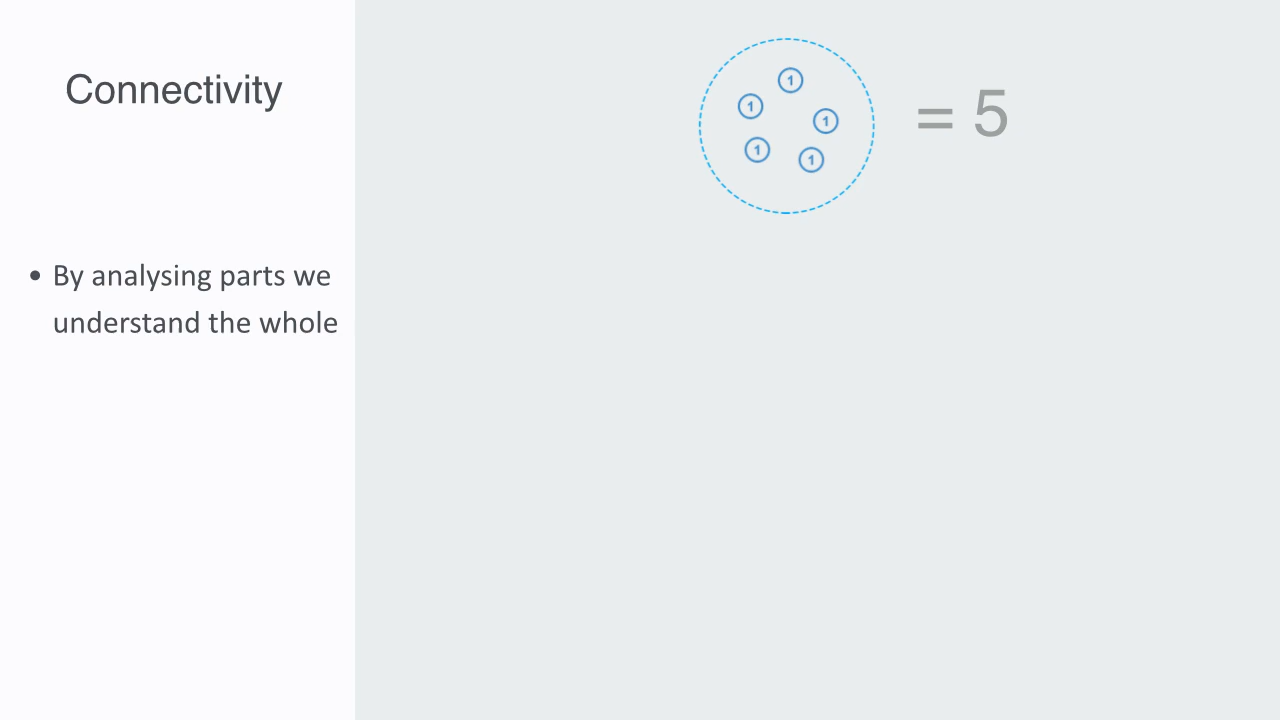 Connectivity
• By analysing parts we
understand the whole
1
1
1
1
1
= 5